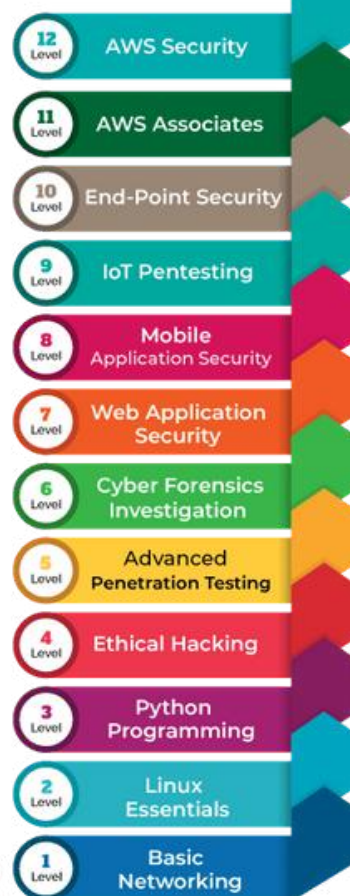 12
Level
AWS Security
11
Level
AWS Associates
10
Level
End-Point Security
9
Level
IoT Pentesting
8
Level
Mobile
Application Security
7
Level
Web Application
Security
6
Level
Cyber Forensics
Investigation
5
Level
Advanced
Penetration Testing
4
Level
Ethical Hacking
3
Level
Python
Programming
2
Level
Linux
Essentials
1
Level
Basic
Networking